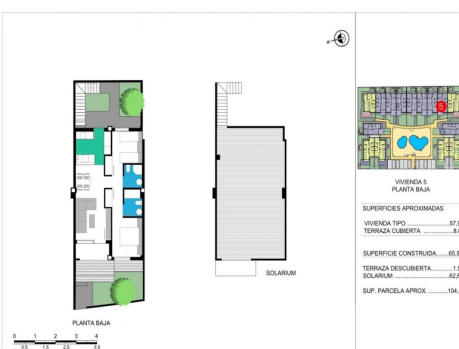 5
VIVIENDA 5
PLANTA BAJA
SUPERFICIES APROXIMADAS
VIVIENDA TIPO
TERRAZA CUBIERTA
SUPERFICIE CONSTRUIDA
TERRAZA DESCUBIERTA
SOLARIUM
SUP. PARCELA APROX.
SOLARIUM
PLANTA BAJA
0 1 2 3 4
0.5 1.5 2.5 3.5